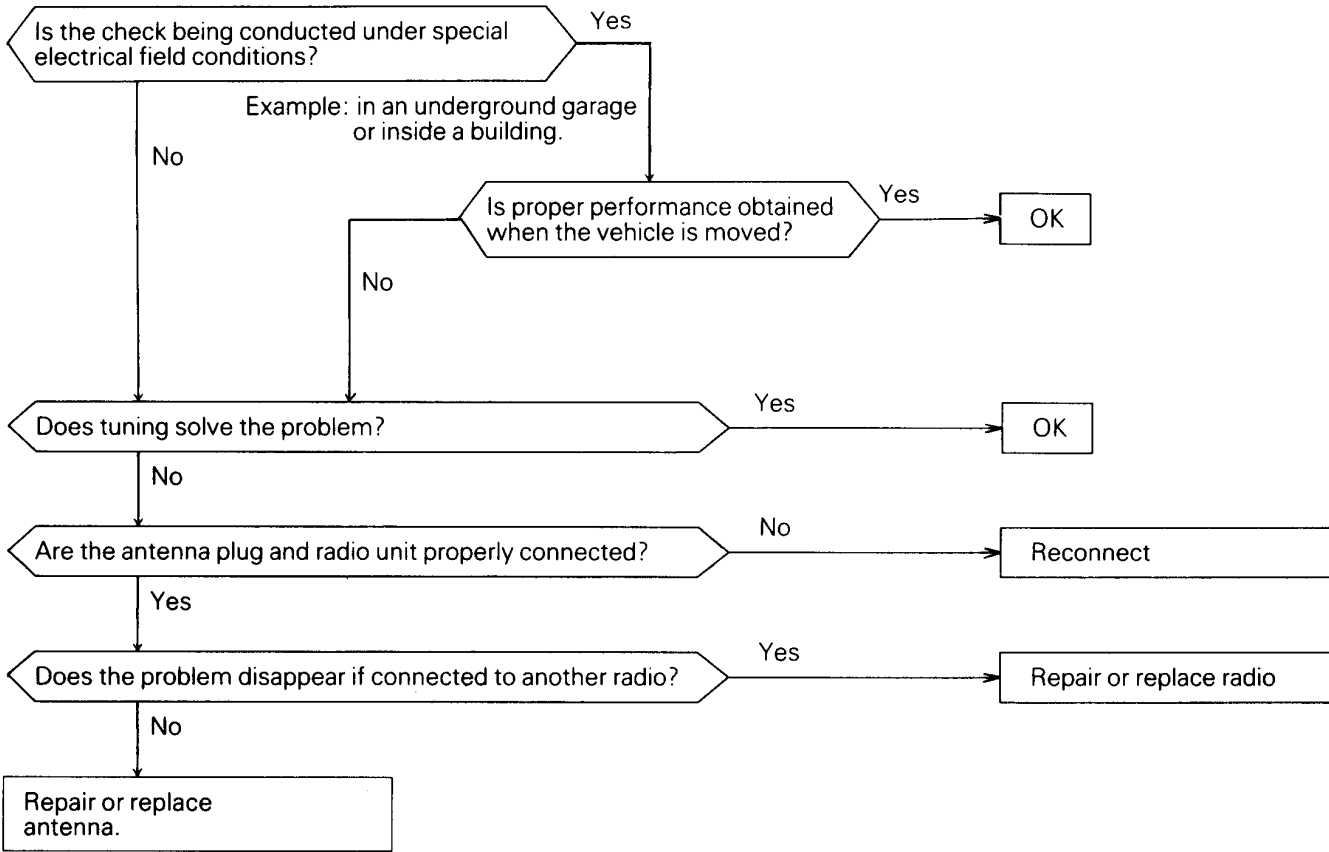 Is the check being conducted under special
electrical field conditions?
Yes
Example: in an underground garage
or inside a building.
No
Is proper performance obtained
when the vehicle is moved?
Yes
OK
No
Does tuning solve the problem?
Yes
OK
No
Are the antenna plug and radio unit properly connected?
No
Reconnect
Yes
Does the problem disappear if connected to another radio?
Yes
Repair or replace radio
No
Repair or replace
antenna.